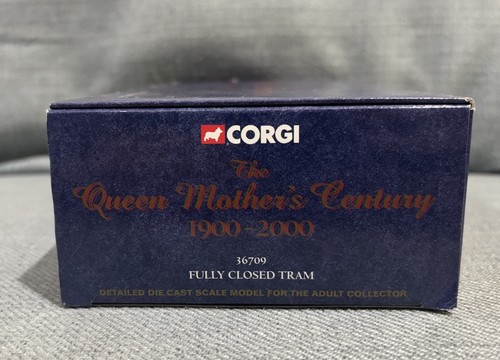 CORGI
The
Queen Mother's Century
1900-2000
36709
FULLY CLOSED TRAM
DETAILED DIE CAST SCALE MODEL FOR THE ADULT COLLECTOR